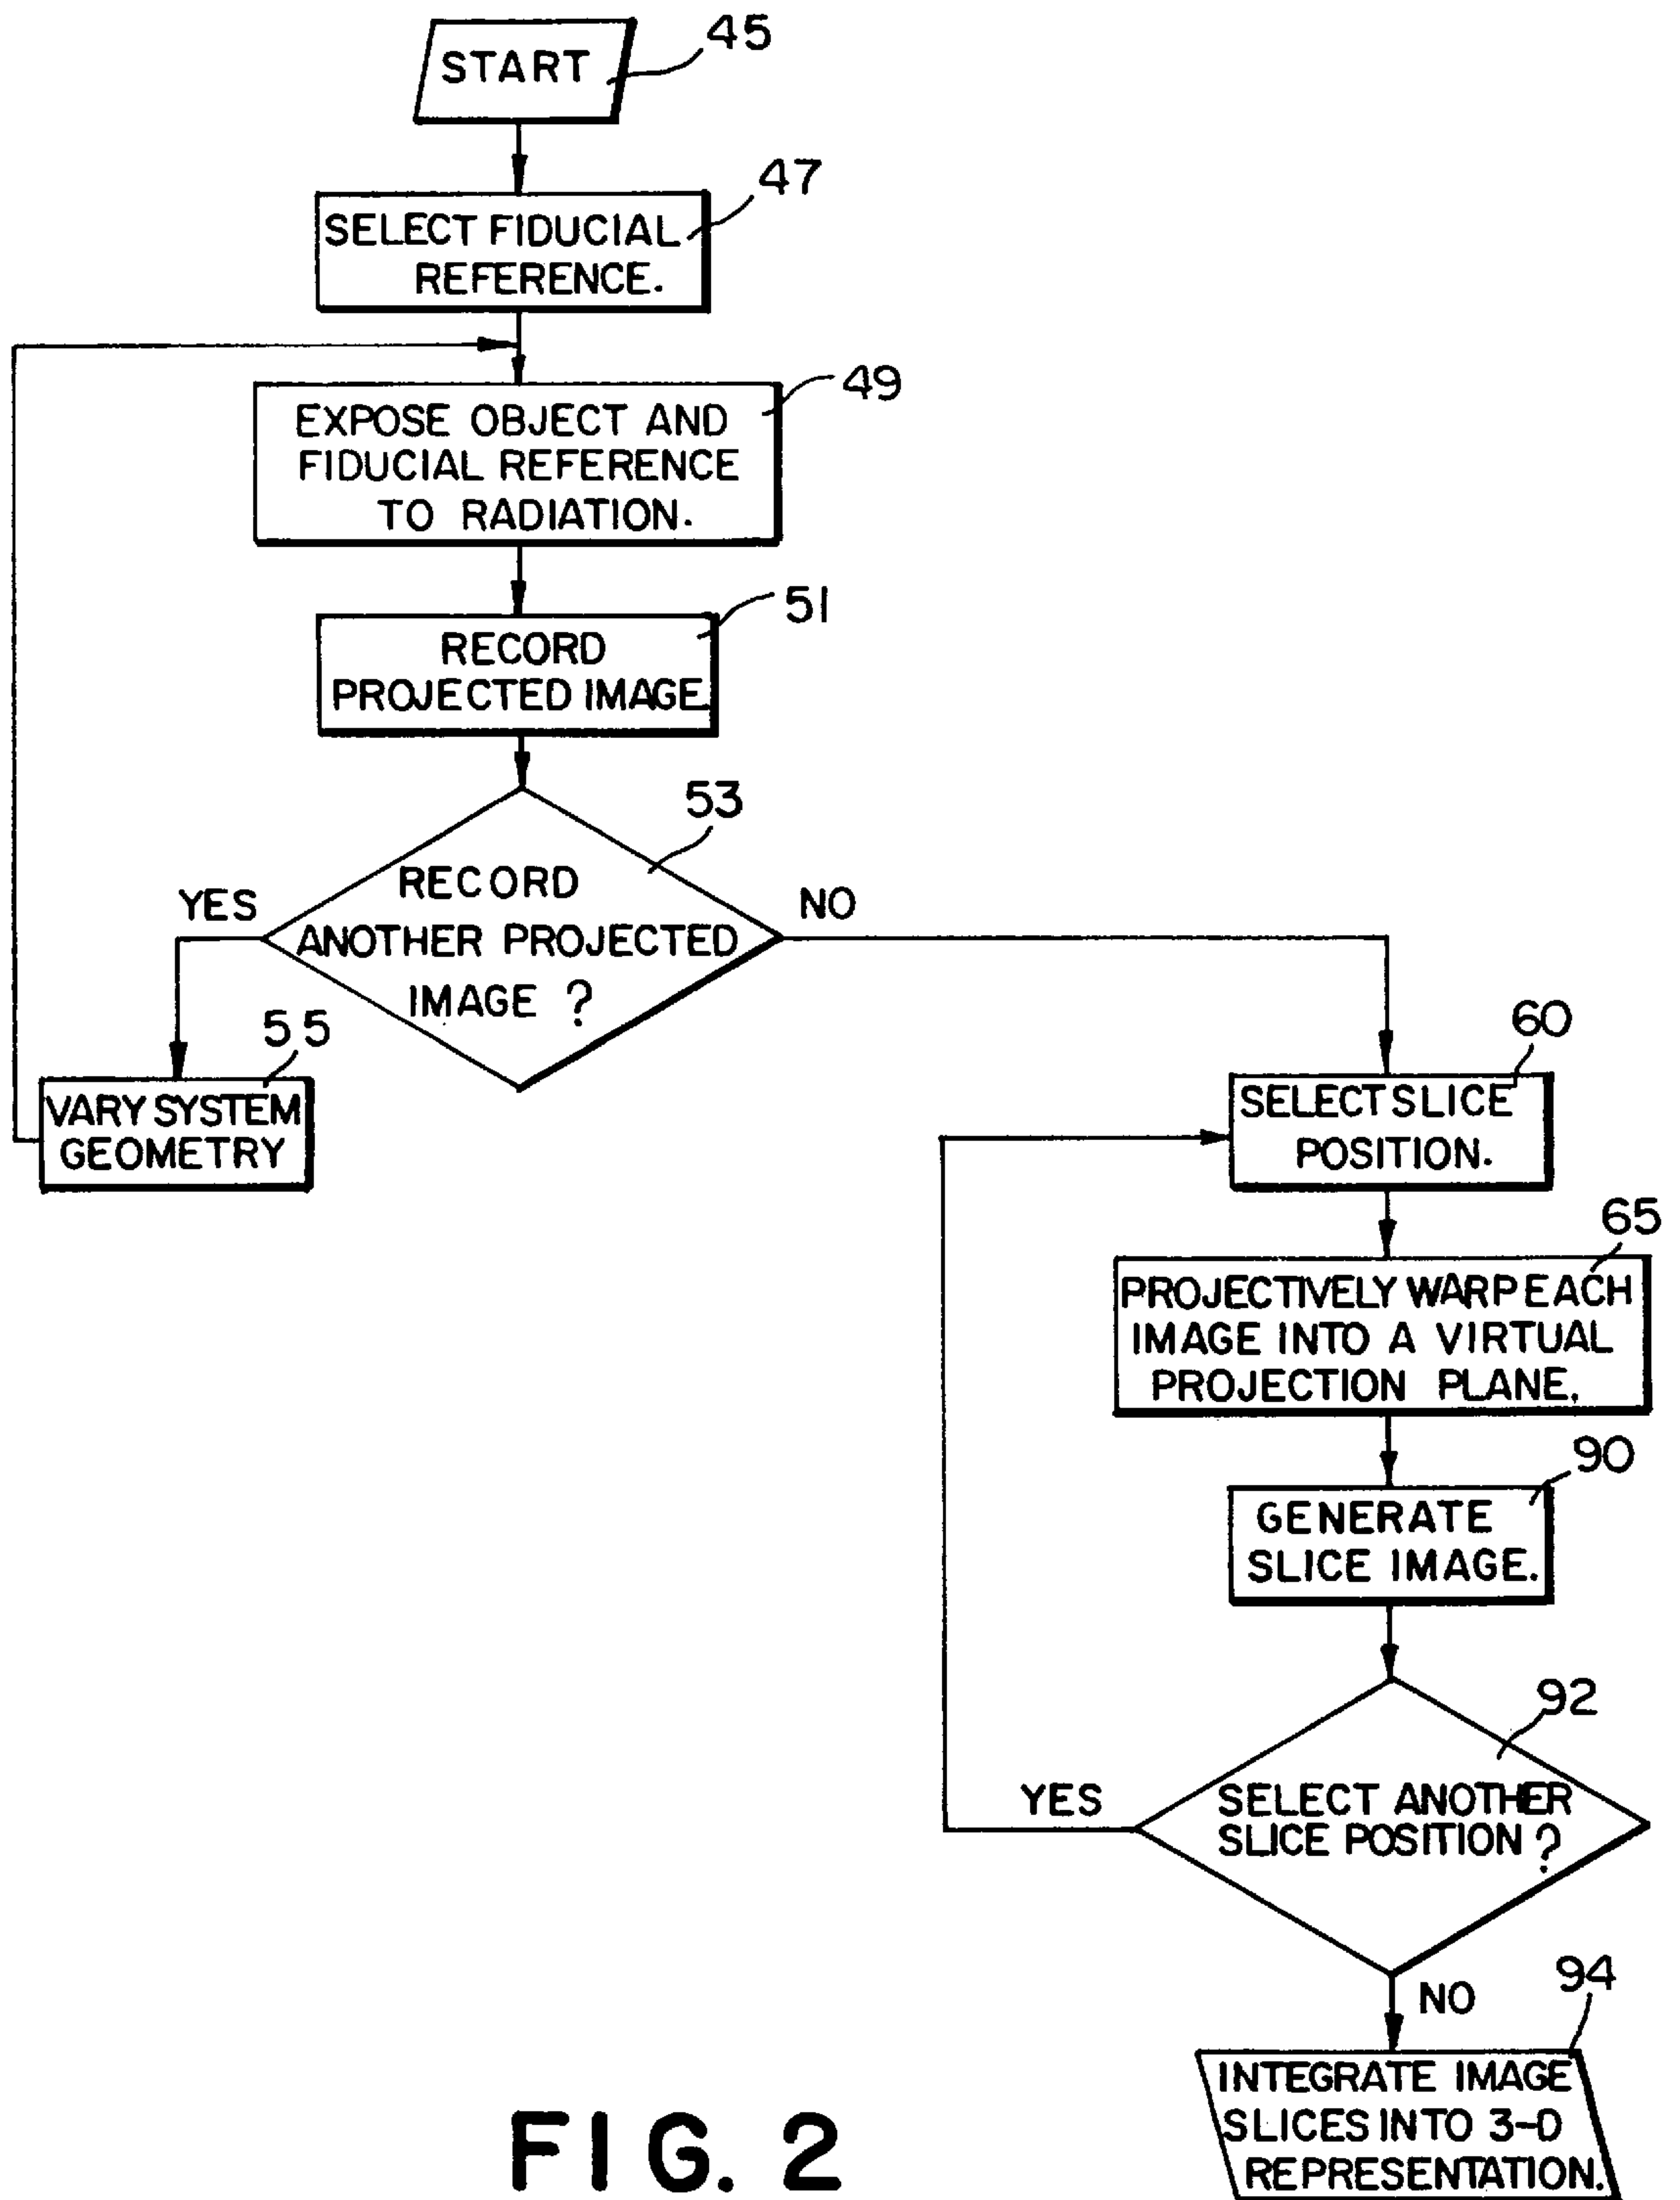 START
45
SELECT FIDUCIAL
REFERENCE.
47
EXPOSE OBJECT AND
FIDUCIAL REFERENCE
TO RADIATION.
49
RECORD
PROJECTED IMAGE.
51
RECORD
ANOTHER PROJECTED
IMAGE ?
53
YES
NO
VARY SYSTEM
GEOMETRY
55
SELECT SLICE
POSITION.
60
PROJECTIVELY WARP EACH
IMAGE INTO A VIRTUAL
PROJECTION PLANE.
65
GENERATE
SLICE IMAGE.
90
SELECT ANOTHER
SLICE POSITION ?
92
YES
NO
INTEGRATE IMAGE
SLICES INTO 3-D
REPRESENTATION.
94
FIG. 2